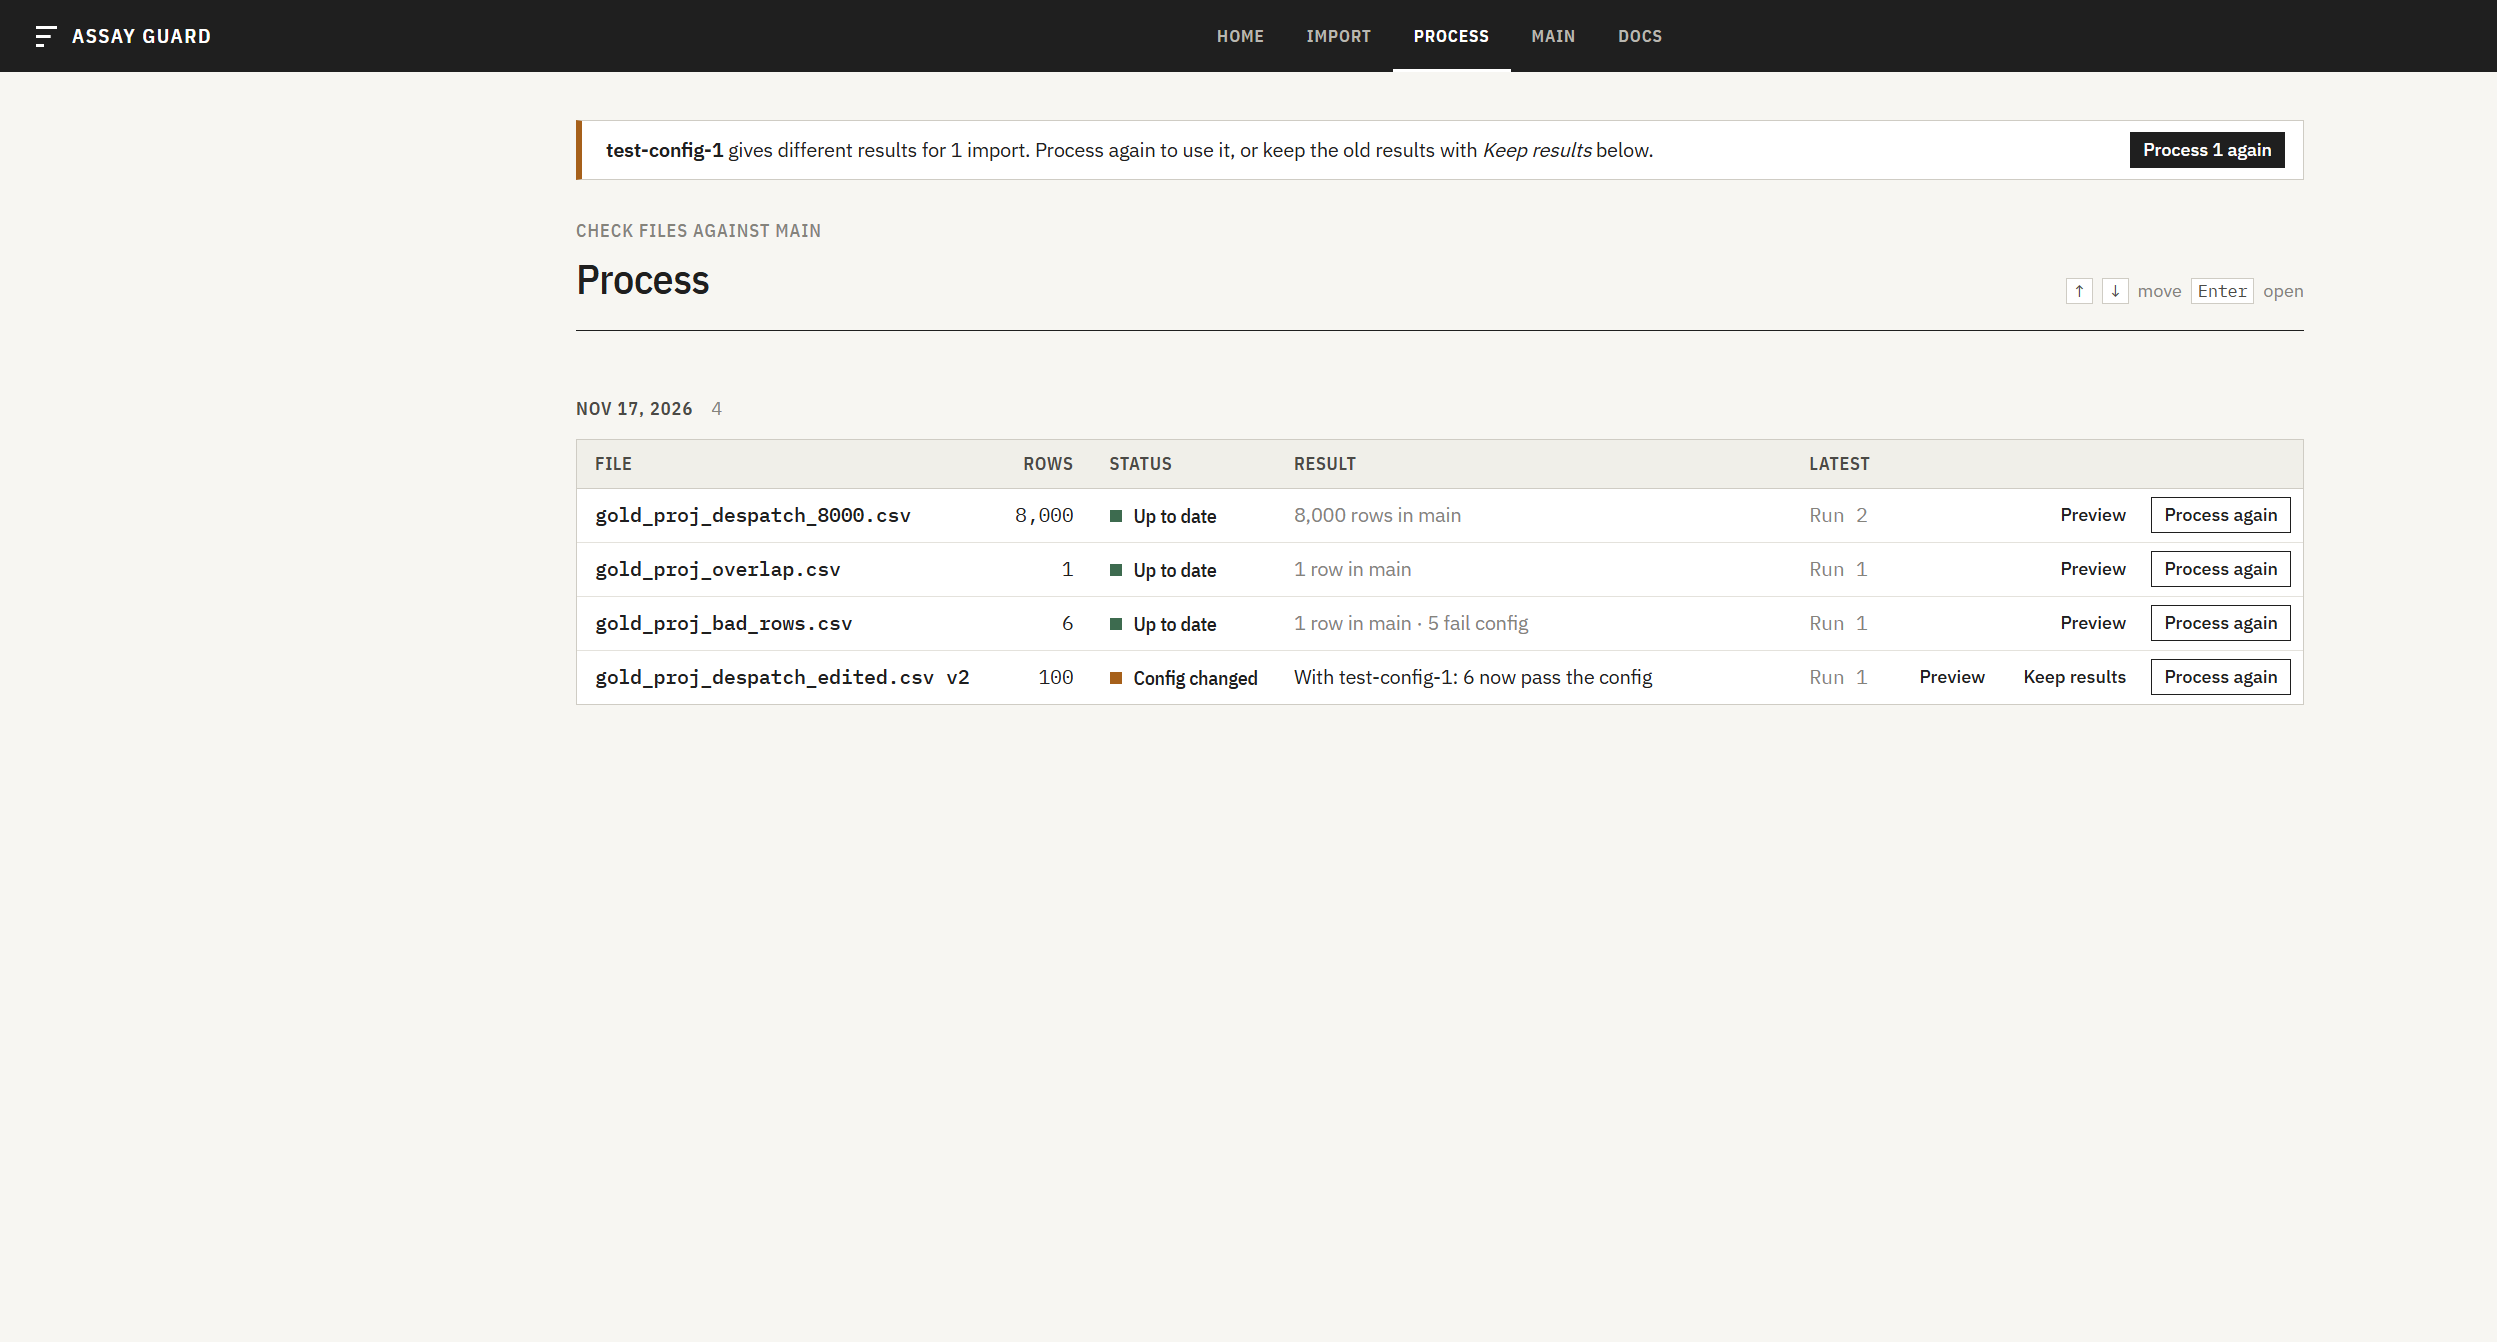 ASSAY GUARD
HOME IMPORT PROCESS MAIN DOCS
test-config-1 gives different results for 1 import. Process again to use it, or keep the old results with Keep results below. Process 1 again
CHECK FILES AGAINST MAIN
Process
↑ ↓ move Enter open
NOV 17, 2026 4
FILE ROWS STATUS RESULT LATEST
gold_proj_despatch_8000.csv 8,000 Up to date 8,000 rows in main Run 2 Preview Process again
gold_proj_overlap.csv 1 Up to date 1 row in main Run 1 Preview Process again
gold_proj_bad_rows.csv 6 Up to date 1 row in main · 5 fail config Run 1 Preview Process again
gold_proj_despatch_edited.csv v2 100 Config changed With test-config-1: 6 now pass the config Run 1 Preview Keep results Process again